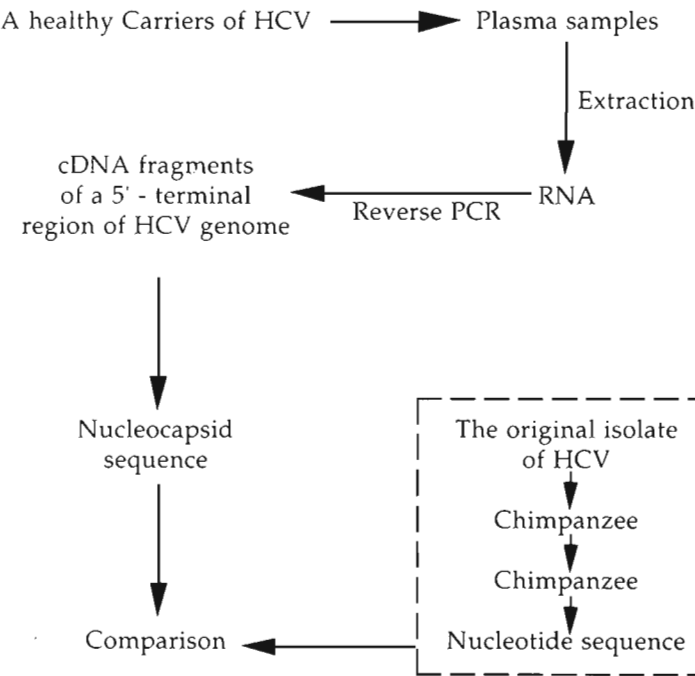 A healthy Carriers of HCV
Plasma samples
Extraction
RNA
Reverse PCR
cDNA fragments
of a 5' - terminal
region of HCV genome
Nucleocapsid
sequence
The original isolate
of HCV
Chimpanzee
Chimpanzee
Nucleotide sequence
Comparison